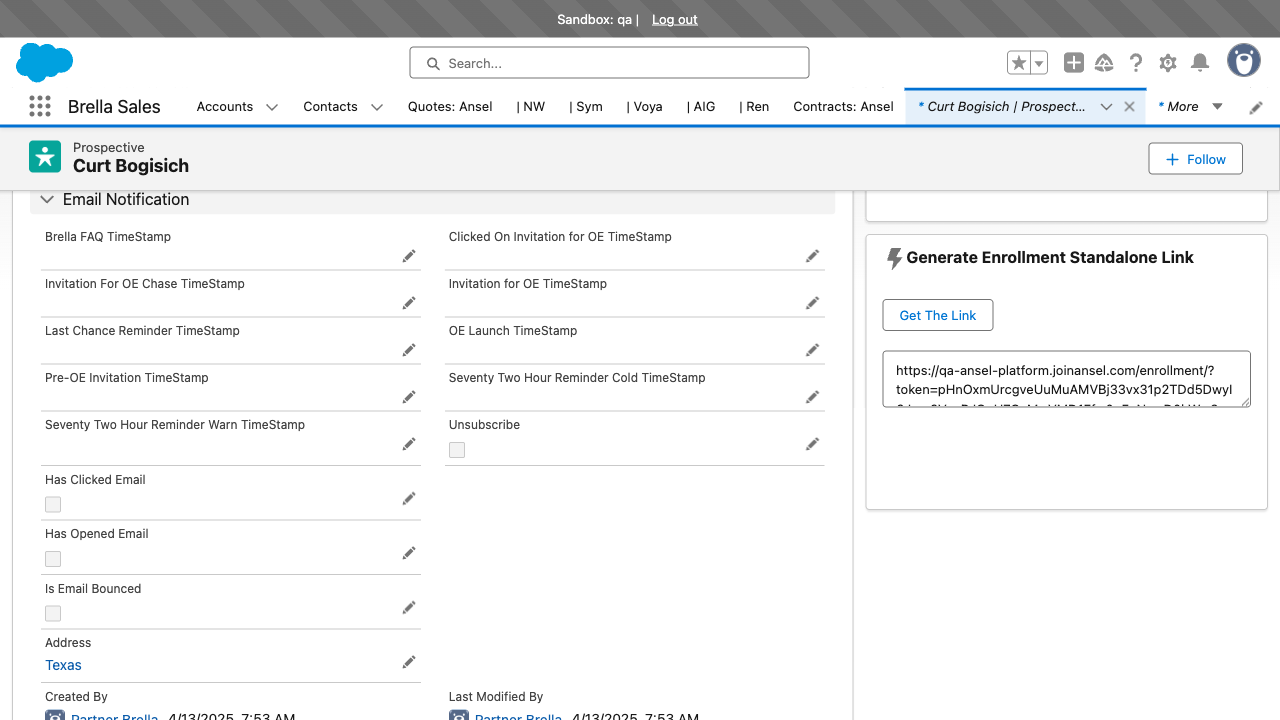 Sandbox: qa | Log out
Search...
Brella Sales
Accounts
Contacts
Quotes: Ansel
| NW
| Sym
| Voya
| AIG
| Ren
Contracts: Ansel
* Curt Bogisich | Prospect...
* More
Prospective
Curt Bogisich
Follow
Email Notification
Brella FAQ TimeStamp
Clicked On Invitation for OE TimeStamp
Invitation For OE Chase TimeStamp
Invitation for OE TimeStamp
Last Chance Reminder TimeStamp
OE Launch TimeStamp
Pre-OE Invitation TimeStamp
Seventy Two Hour Reminder Cold TimeStamp
Seventy Two Hour Reminder Warn TimeStamp
Unsubscribe
Has Clicked Email
Has Opened Email
Is Email Bounced
Address
Texas
Created By
Partner Brella, 4/13/2025, 7:53 AM
Last Modified By
Partner Brella, 4/13/2025, 7:53 AM
Generate Enrollment Standalone Link
Get The Link
https://qa-ansel-platform.joinansel.com/enrollment/?
token=pHnOxmUrcgveUuMuAMVBj33vx31p2TDd5DwyI